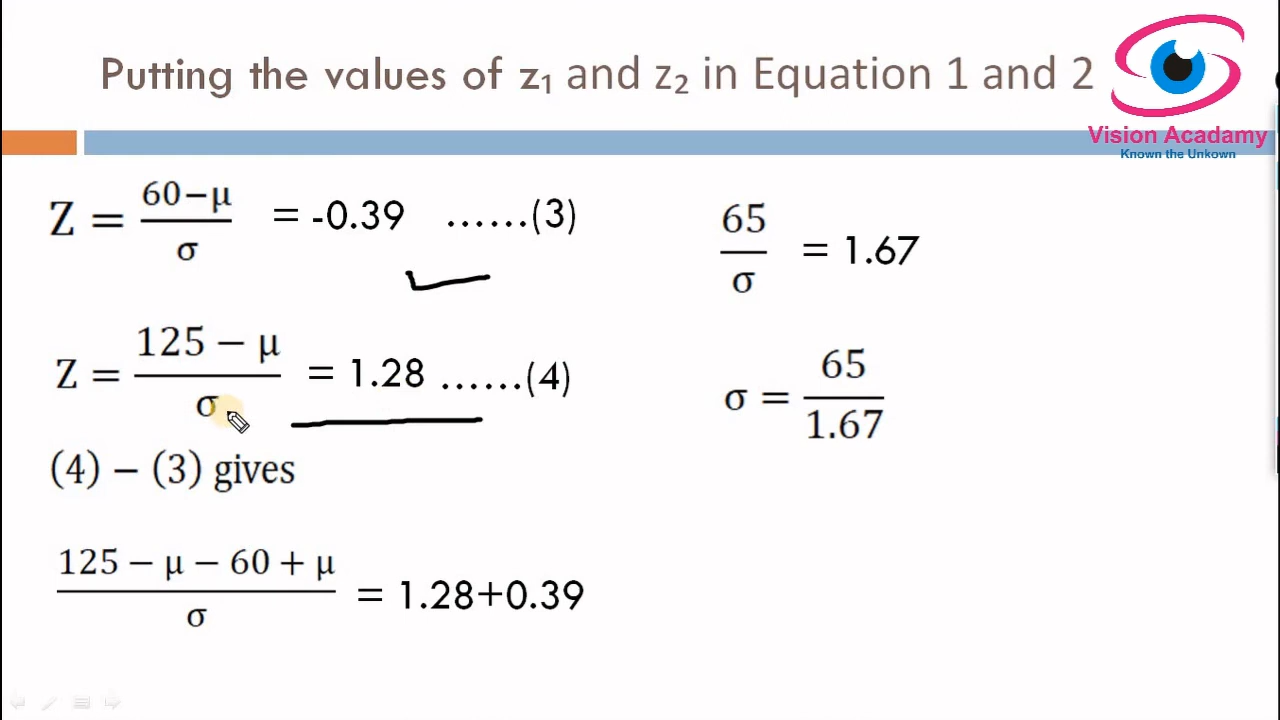 Putting the values of z₁ and z₂ in Equation 1 and 2
Vision Acadamy
Known the Unkown
Z = (60−μ)/σ = -0.39 ......(3)
Z = (125 − μ)/σ = 1.28 ......(4)
(4) − (3) gives
(125 − μ − 60 + μ)/σ = 1.28+0.39
65/σ = 1.67
σ = 65/1.67